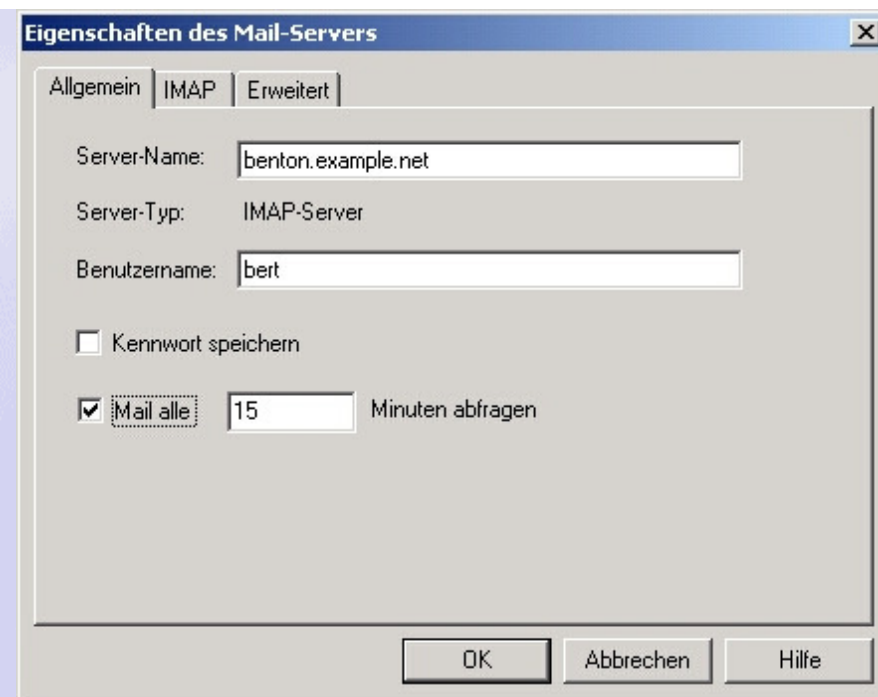 Eigenschaften des Mail-Servers
Allgemein IMAP Erweitert
Server-Name: benton.example.net
Server-Typ: IMAP-Server
Benutzername: bert
Kennwort speichern
Mail alle 15 Minuten abfragen
OK Abbrechen Hilfe